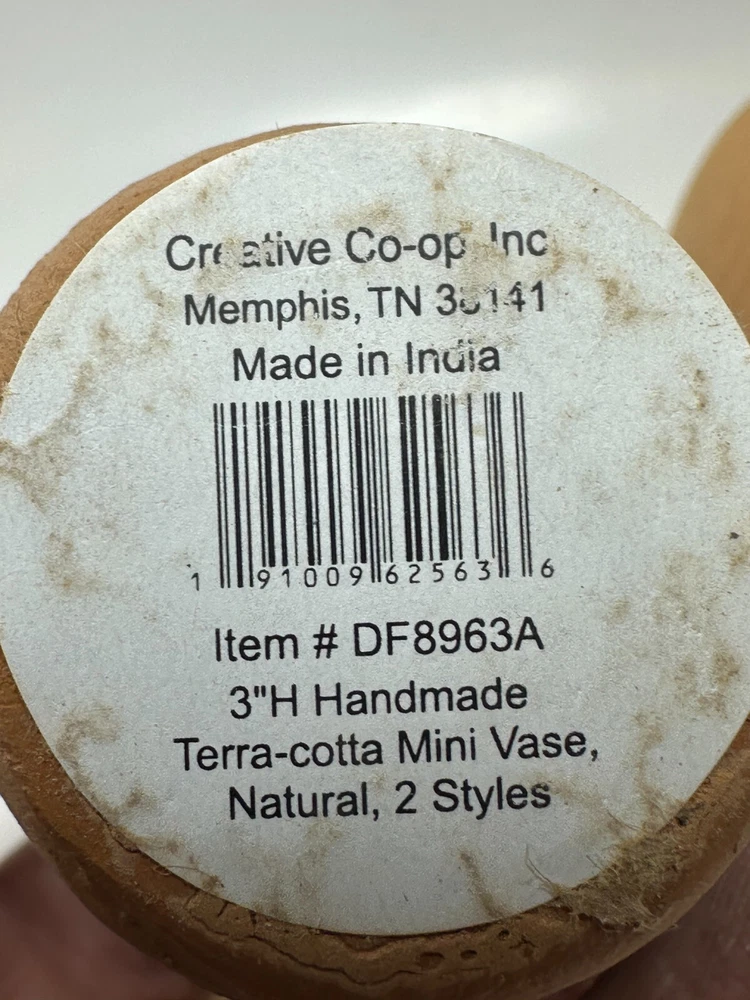 Creative Co-op Inc
Memphis, TN 38141
Made in India
1 91009 62563 6
Item # DF8963A
3"H Handmade
Terra-cotta Mini Vase,
Natural, 2 Styles